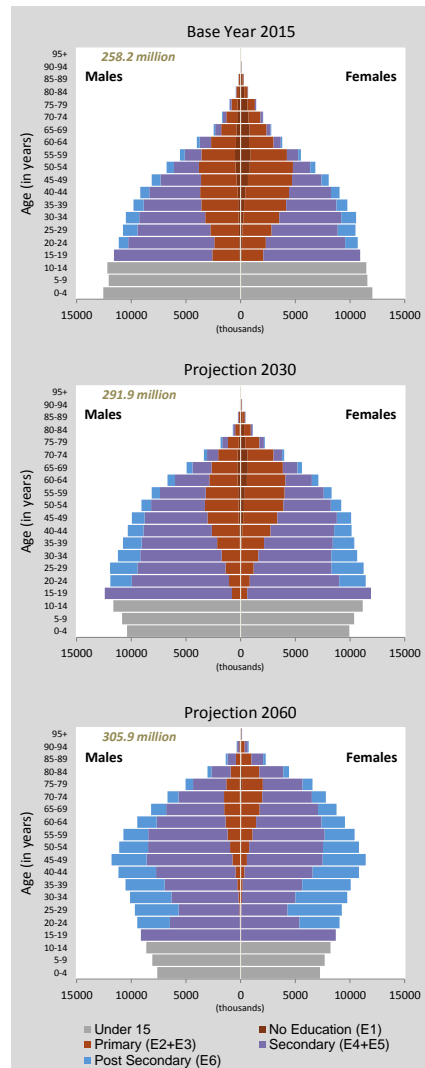 Base Year 2015
258.2 million
Males Females
Age (in years)
95+
90-94
85-89
80-84
75-79
70-74
65-69
60-64
55-59
50-54
45-49
40-44
35-39
30-34
25-29
20-24
15-19
10-14
5-9
0-4
15000 10000 5000 0 5000 10000 15000
(thousands)
Projection 2030
291.9 million
Males Females
Age (in years)
95+
90-94
85-89
80-84
75-79
70-74
65-69
60-64
55-59
50-54
45-49
40-44
35-39
30-34
25-29
20-24
15-19
10-14
5-9
0-4
15000 10000 5000 0 5000 10000 15000
(thousands)
Projection 2060
305.9 million
Males Females
Age (in years)
95+
90-94
85-89
80-84
75-79
70-74
65-69
60-64
55-59
50-54
45-49
40-44
35-39
30-34
25-29
20-24
15-19
10-14
5-9
0-4
15000 10000 5000 0 5000 10000 15000
(thousands)
Under 15 No Education (E1)
Primary (E2+E3) Secondary (E4+E5)
Post Secondary (E6)